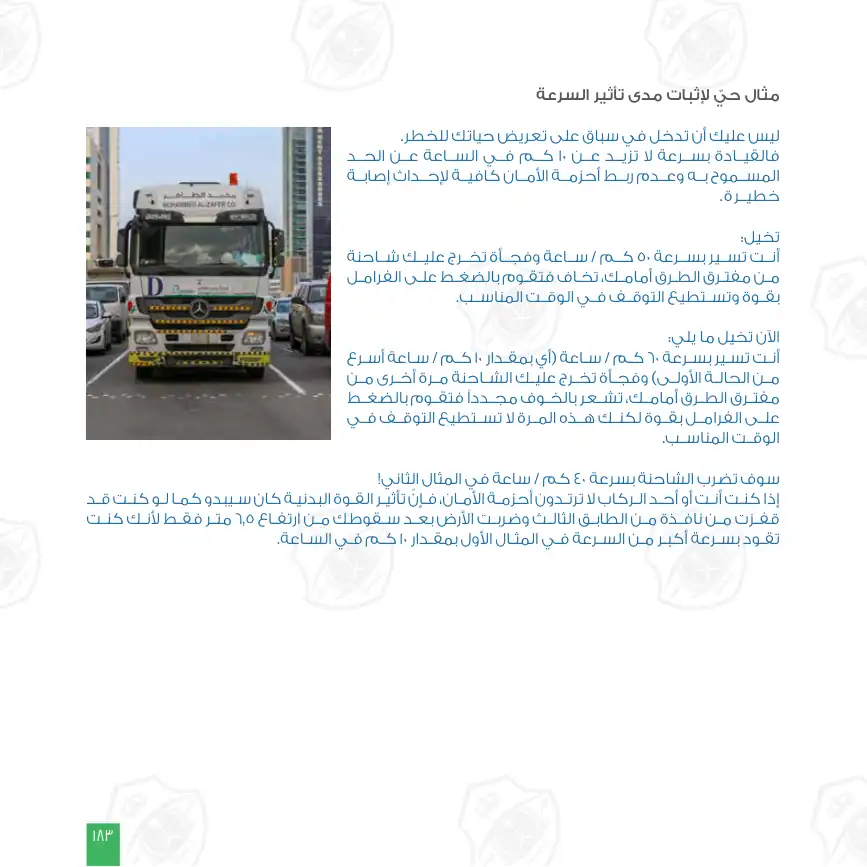 مثال حيّ لإثبات مدى تأثير السرعة
ليس عليك أن تدخل في سباق على تعريض حياتك للخطر.
فالقيادة بسرعة لا تزيد عن ١٠ كم في الساعة عن الحد
المسموح به وعدم ربط أحزمة الأمان كافية لإحداث إصابة
خطيرة.
تخيل:
أنت تسير بسرعة ٥٠ كم / ساعة وفجأة تخرج عليك شاحنة
من مفترق الطرق أمامك، تخاف فتقوم بالضغط على الفرامل
بقوة وتستطيع التوقف في الوقت المناسب.
الآن تخيل ما يلي:
أنت تسير بسرعة ٦٠ كم / ساعة (أي بمقدار ١٠ كم / ساعة أسرع
من الحالة الأولى) وفجأة تخرج عليك الشاحنة مرة أخرى من
مفترق الطرق أمامك، تشعر بالخوف مجدداً فتقوم بالضغط
على الفرامل بقوة لكنك هذه المرة لا تستطيع التوقف في
الوقت المناسب.
سوف تضرب الشاحنة بسرعة ٤٠ كم / ساعة في المثال الثاني!
إذا كنت أنت أو أحد الركاب لا ترتدون أحزمة الأمان، فإنّ تأثير القوة البدنية كان سيبدو كما لو كنت قد
قفزت من نافذة من الطابق الثالث وضربت الأرض بعد سقوطك من ارتفاع ٦,٥ متر فقط لأنك كنت
تقود بسرعة أكبر من السرعة في المثال الأول بمقدار ١٠ كم في الساعة.
محمد الظافر
MOHAMMED AL-ZAFER CO.
D
١٨٣